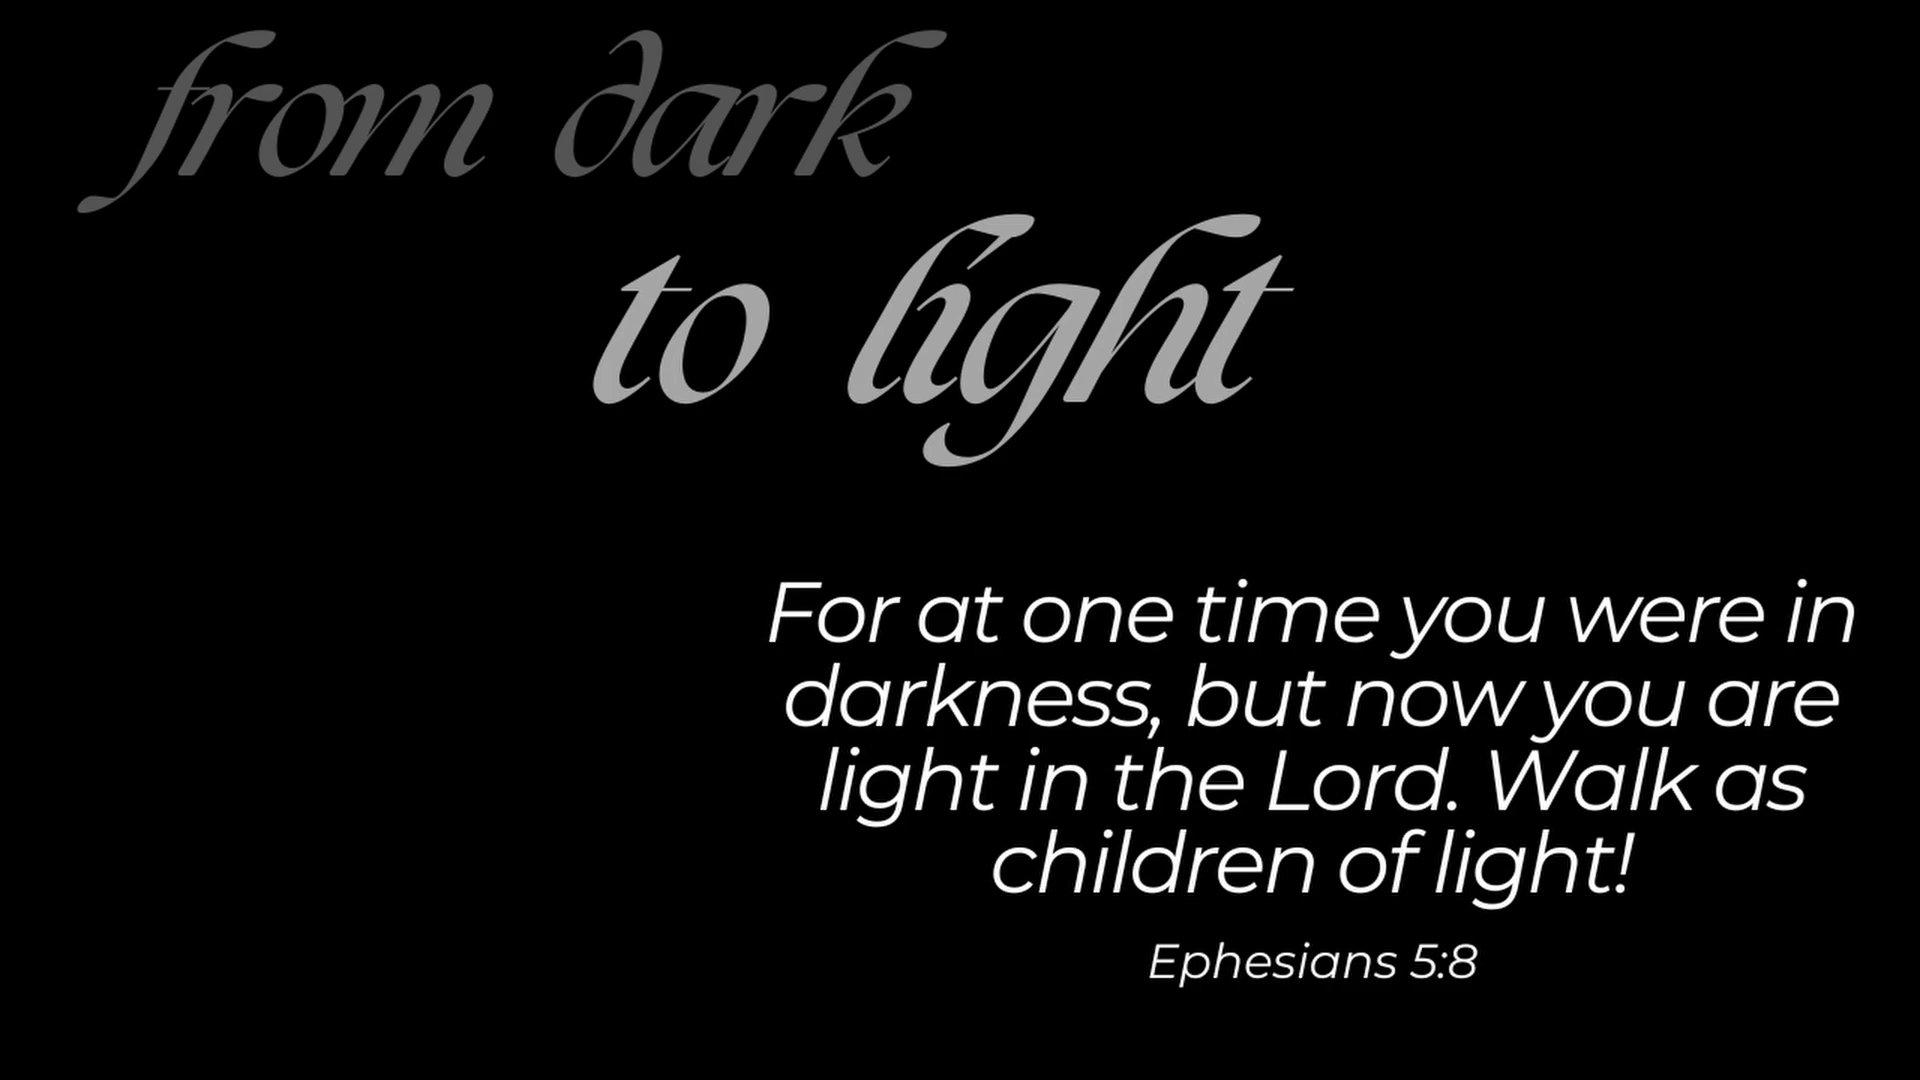 from dark
to light
For at one time you were in
darkness, but now you are
light in the Lord. Walk as
children of light!
Ephesians 5:8